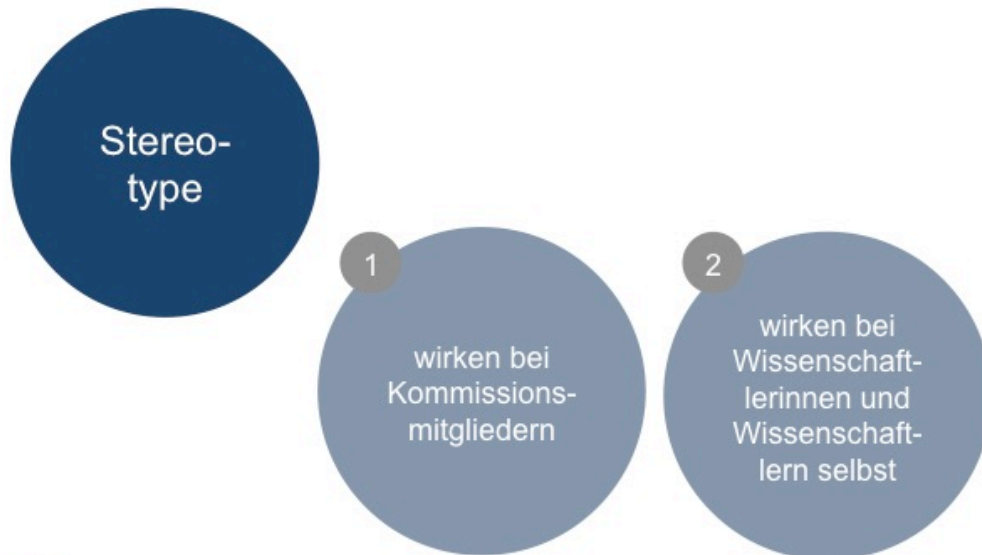 Stereo-
type
1
wirken bei
Kommissions-
mitgliedern
2
wirken bei
Wissenschaft-
lerinnen und
Wissenschaft-
lern selbst